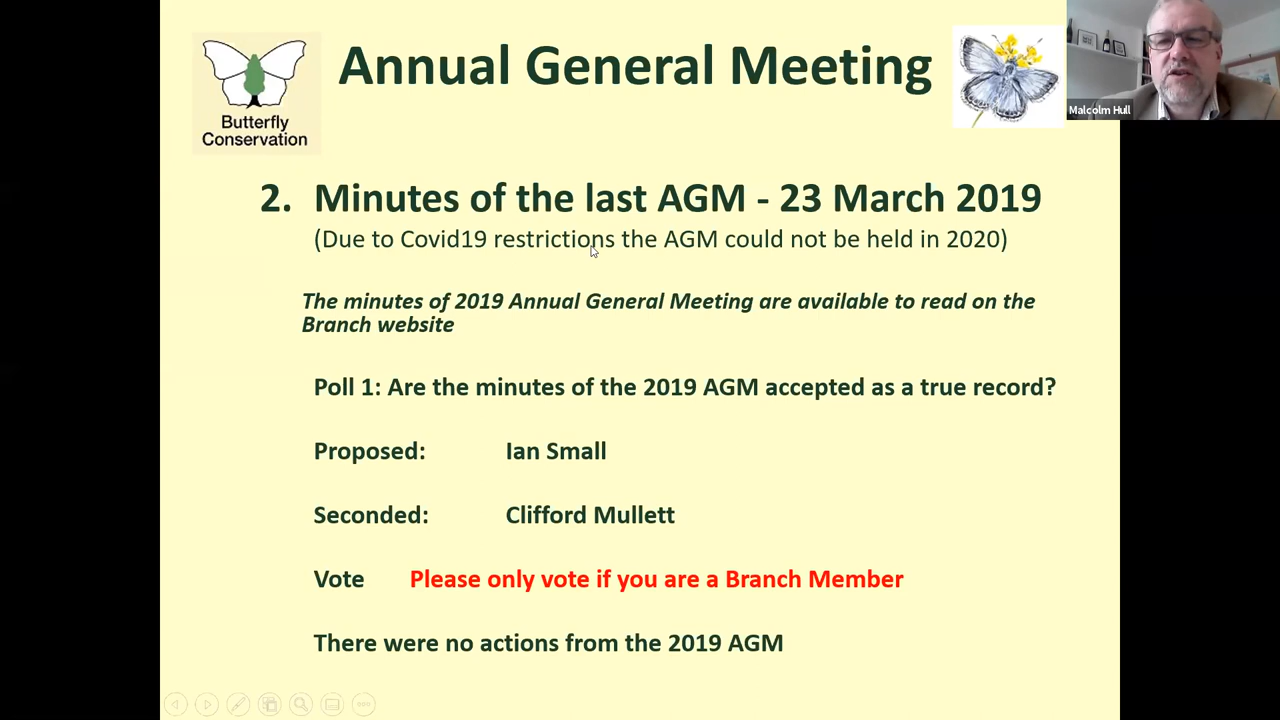 Annual General Meeting
Butterfly
Conservation
Malcolm Hull
2. Minutes of the last AGM - 23 March 2019
(Due to Covid19 restrictions the AGM could not be held in 2020)
The minutes of 2019 Annual General Meeting are available to read on the
Branch website
Poll 1: Are the minutes of the 2019 AGM accepted as a true record?
Proposed: Ian Small
Seconded: Clifford Mullett
Vote Please only vote if you are a Branch Member
There were no actions from the 2019 AGM